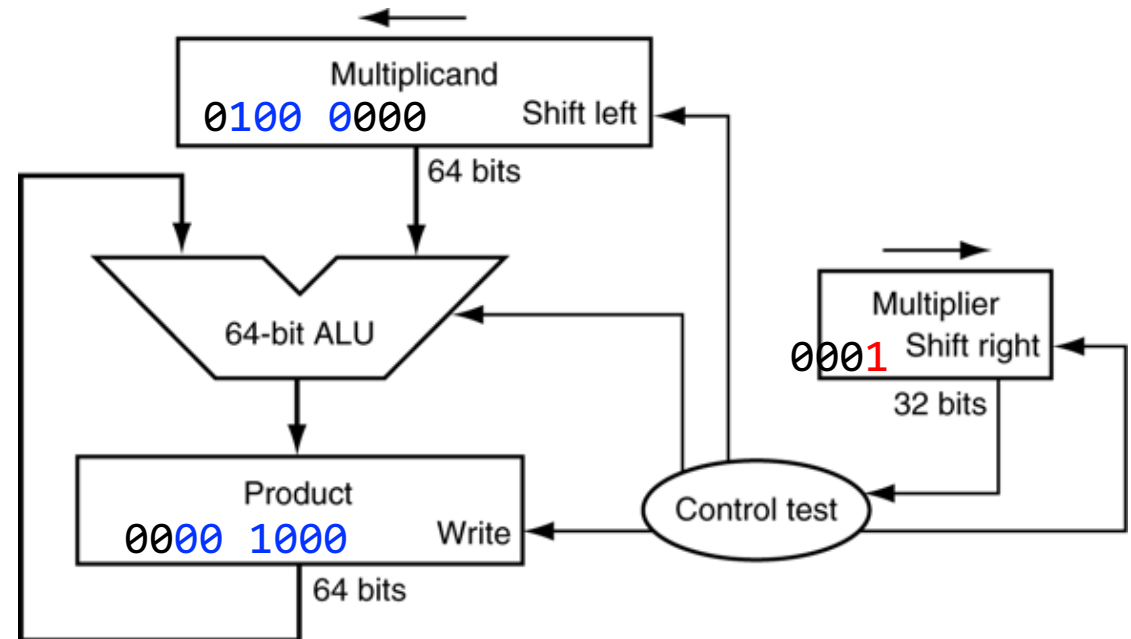 Multiplicand
0100 0000 Shift left
64 bits
64-bit ALU
Multiplier
0001 Shift right
32 bits
Control test
Product
0000 1000 Write
64 bits